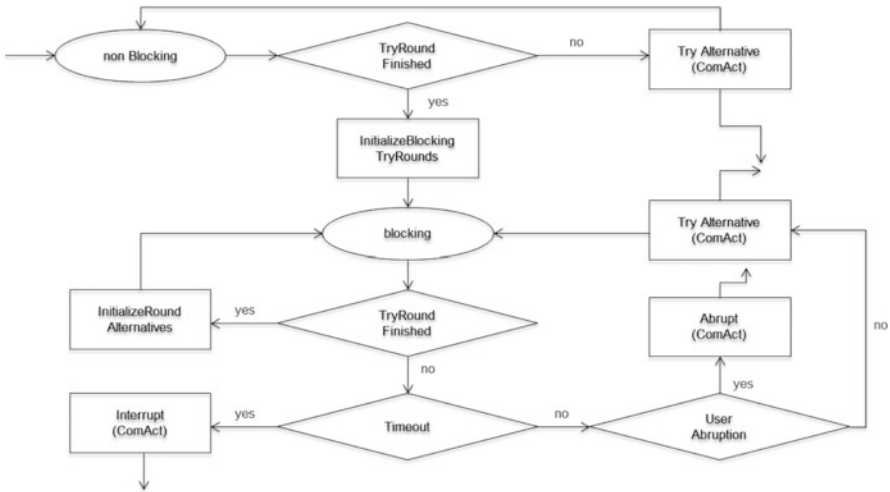 non Blocking
TryRound
Finished
no
Try Alternative
(ComAct)
yes
InitializeBlocking
TryRounds
blocking
Try Alternative
(ComAct)
InitializeRound
Alternatives
yes
TryRound
Finished
Abrupt
(ComAct)
no
no
yes
Interrupt
(ComAct)
yes
Timeout
no
User
Abruption